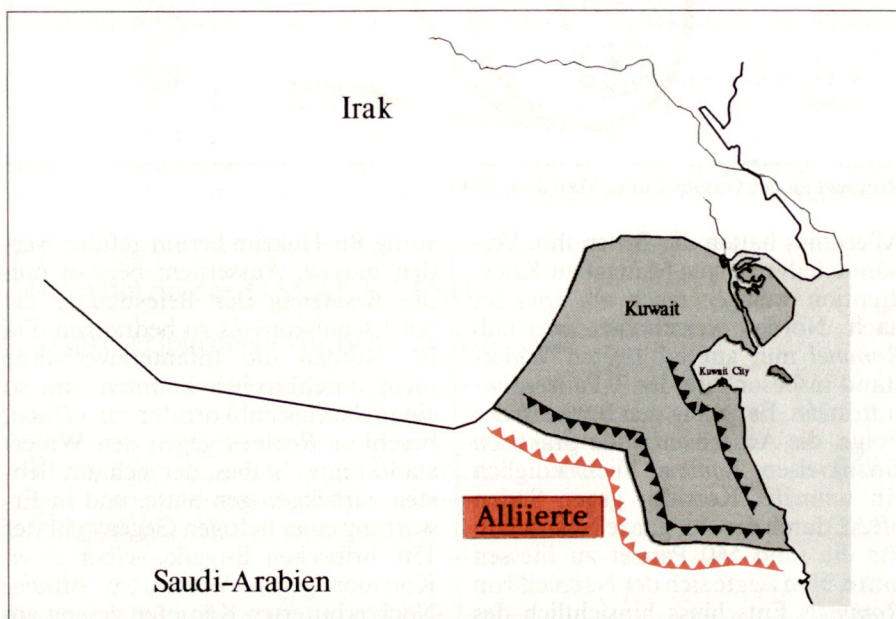 Irak
Kuwait
Kuwait City
Alliierte
Saudi-Arabien